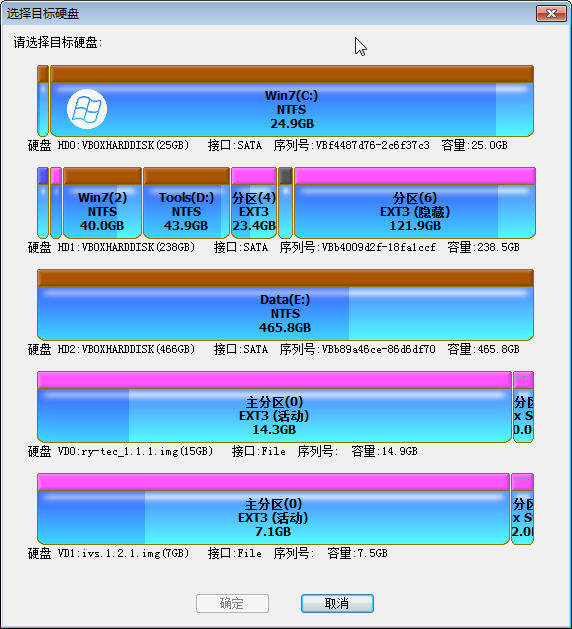 选择目标硬盘
请选择目标硬盘:
Win7(C:)
NTFS
24.9GB
硬盘 HD0:VBOXHARDDISK(25GB) 接口:SATA 序列号:VBf4487d76-2c6f37c3 容量:25.0GB
Win7(2) Tools(D:) 分区(4) 分区(6)
NTFS NTFS EXT3 EXT3 (隐藏)
40.0GB 43.9GB 23.4GB 121.9GB
硬盘 HD1:VBOXHARDDISK(238GB) 接口:SATA 序列号:VBb4009d2f-18fa1ccf 容量:238.5GB
Data(E:)
NTFS
465.8GB
硬盘 HD2:VBOXHARDDISK(466GB) 接口:SATA 序列号:VBb89a46ce-86d6df70 容量:465.8GB
主分区(0) 分区
EXT3 (活动) x S
14.3GB 0.0
硬盘 VD0:ry-tec_1.1.1.img(15GB) 接口:File 序列号: 容量:14.9GB
主分区(0) 分区
EXT3 (活动) x S
7.1GB 2.0
硬盘 VD1:ivs.1.2.1.img(7GB) 接口:File 序列号: 容量:7.5GB
确定 取消